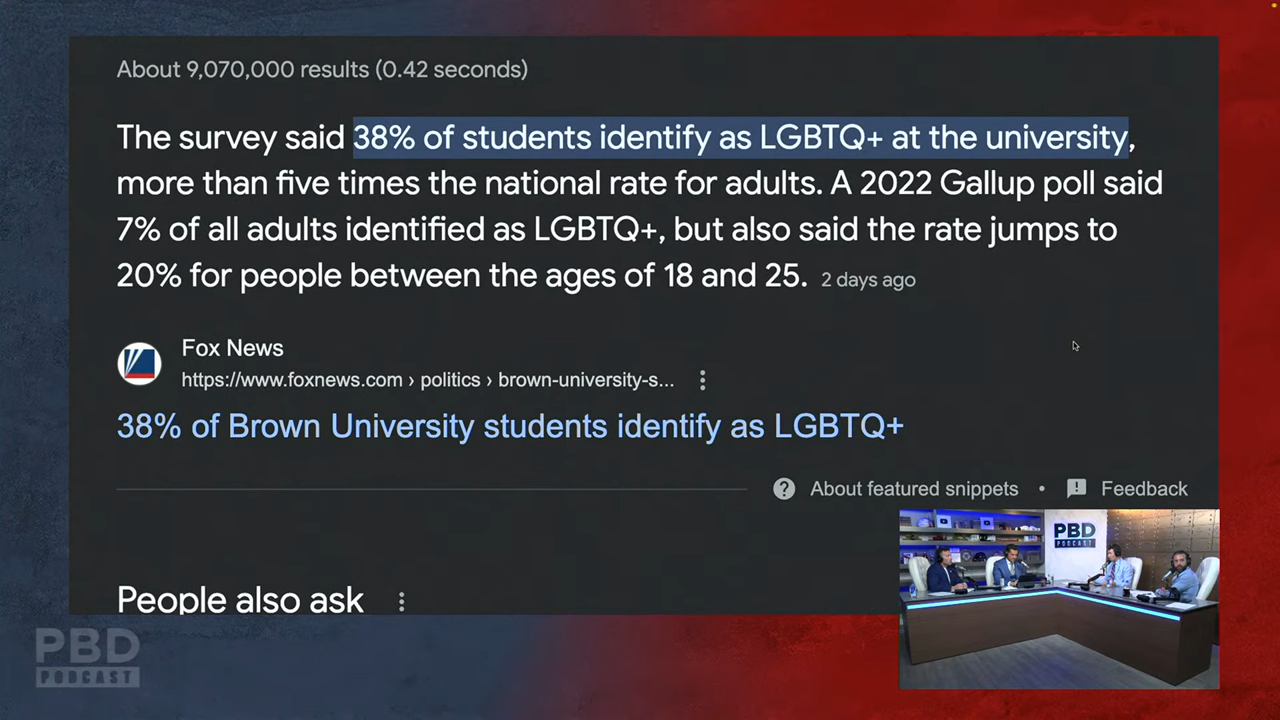 About 9,070,000 results (0.42 seconds)
The survey said 38% of students identify as LGBTQ+ at the university,
more than five times the national rate for adults. A 2022 Gallup poll said
7% of all adults identified as LGBTQ+, but also said the rate jumps to
20% for people between the ages of 18 and 25. 2 days ago
Fox News
https://www.foxnews.com › politics › brown-university-s...
38% of Brown University students identify as LGBTQ+
About featured snippets • Feedback
People also ask
PBD
PODCAST
PBD
PODCAST